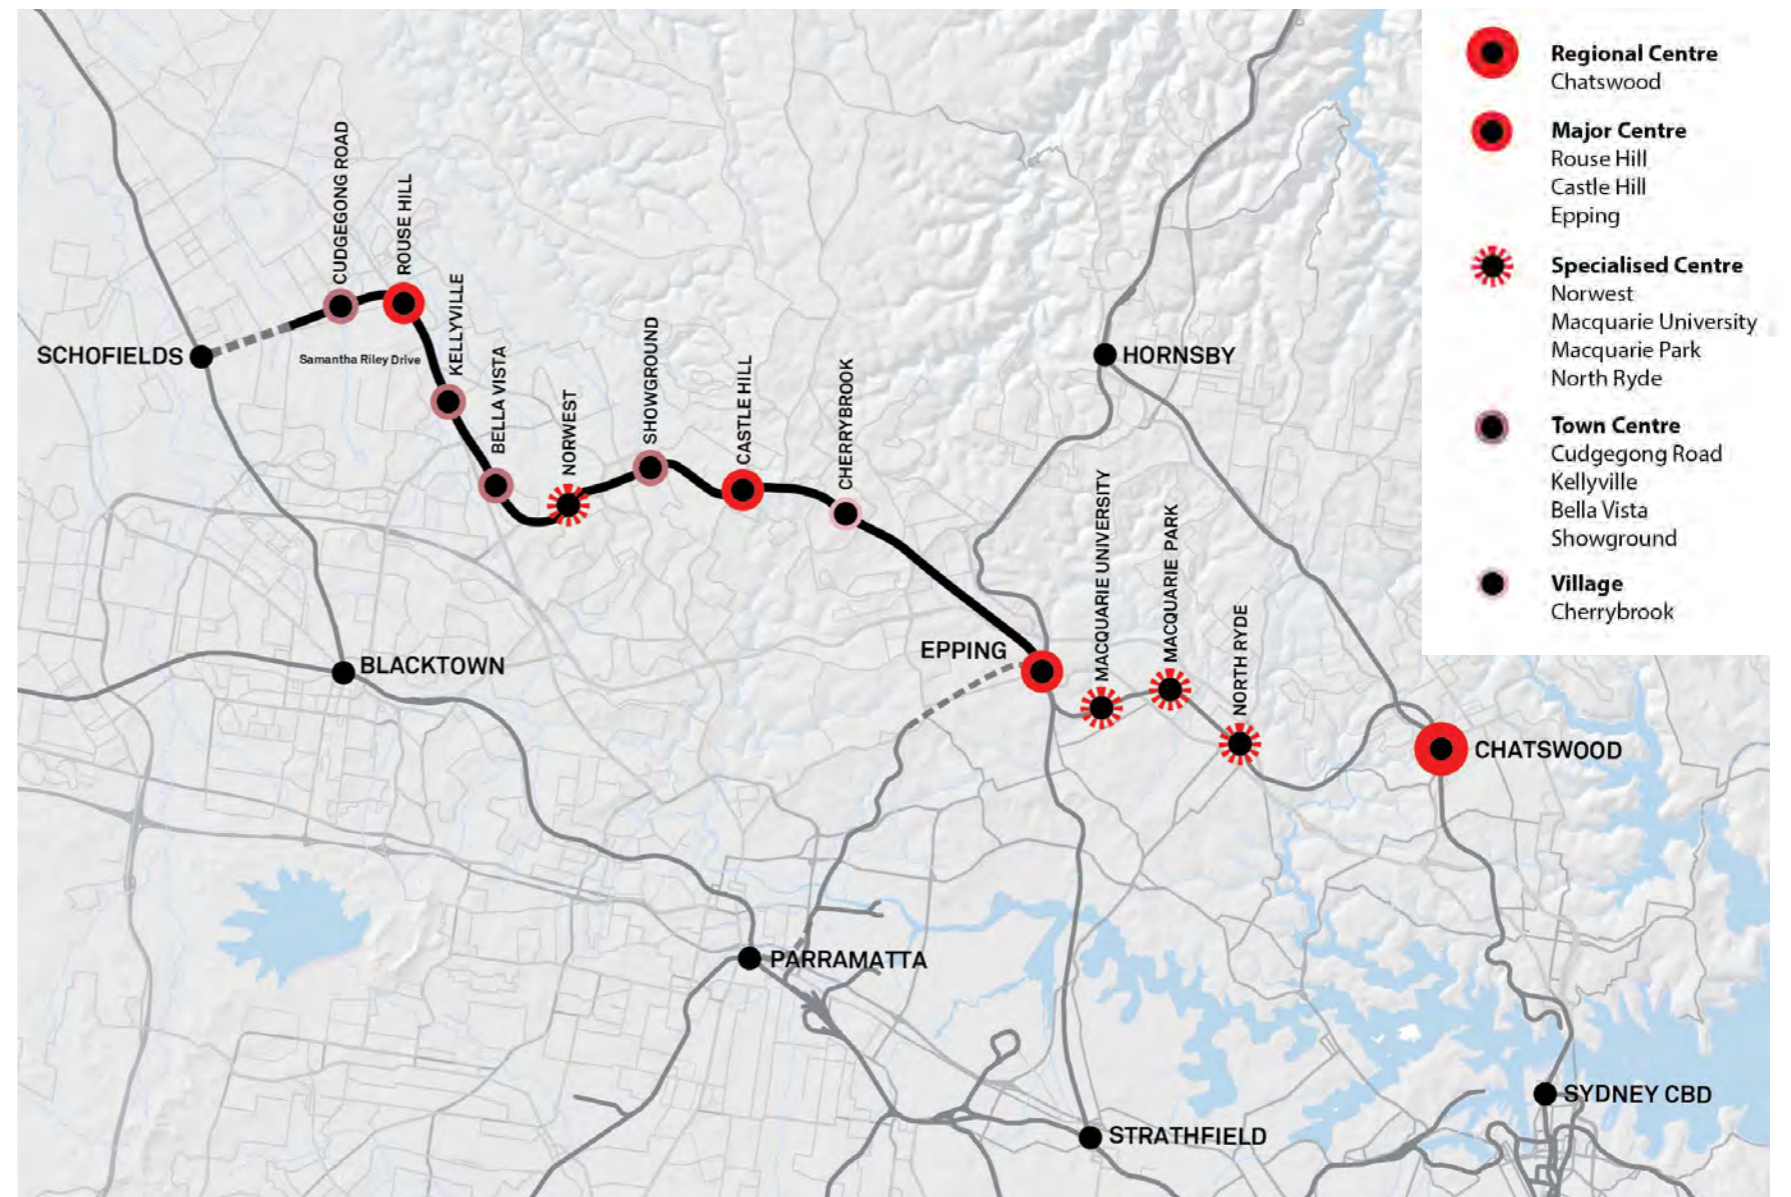 Regional Centre
Chatswood
Major Centre
Rouse Hill
Castle Hill
Epping
Specialised Centre
Norwest
Macquarie University
Macquarie Park
North Ryde
Town Centre
Cudgegong Road
Kellyville
Bella Vista
Showground
Village
Cherrybrook
CUDGEGONG ROAD
ROUSE HILL
KELLYVILLE
SCHOFIELDS
Samantha Riley Drive
BELLA VISTA
NORWEST
SHOWGROUND
CASTLE HILL
CHERRYBROOK
HORNSBY
MACQUARIE UNIVERSITY
MACQUARIE PARK
NORTH RYDE
EPPING
BLACKTOWN
CHATSWOOD
PARRAMATTA
SYDNEY CBD
STRATHFIELD